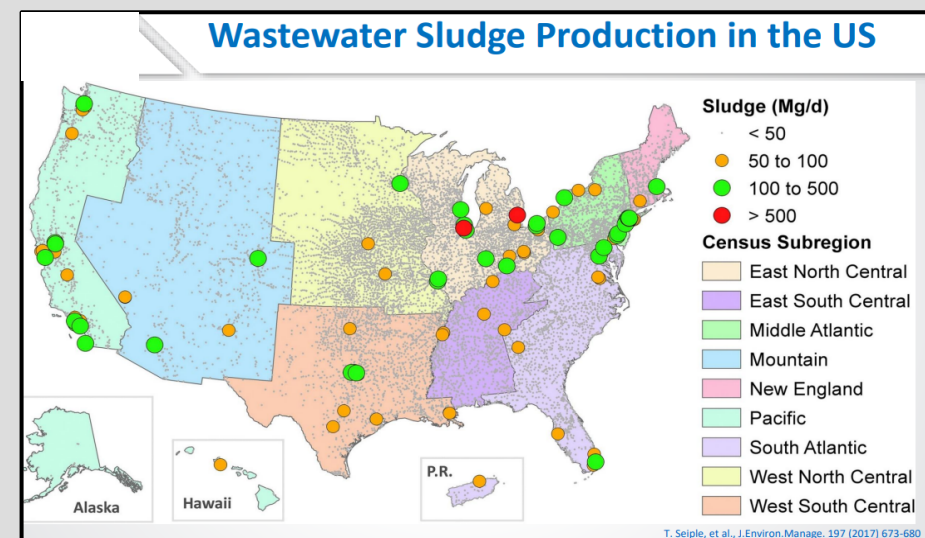 Wastewater Sludge Production in the US
Sludge (Mg/d)
< 50
50 to 100
100 to 500
> 500
Census Subregion
East North Central
East South Central
Middle Atlantic
Mountain
New England
Pacific
South Atlantic
West North Central
West South Central
Alaska
Hawaii
P.R.
T. Seiple, et al., J.Environ.Manage. 197 (2017) 673-680